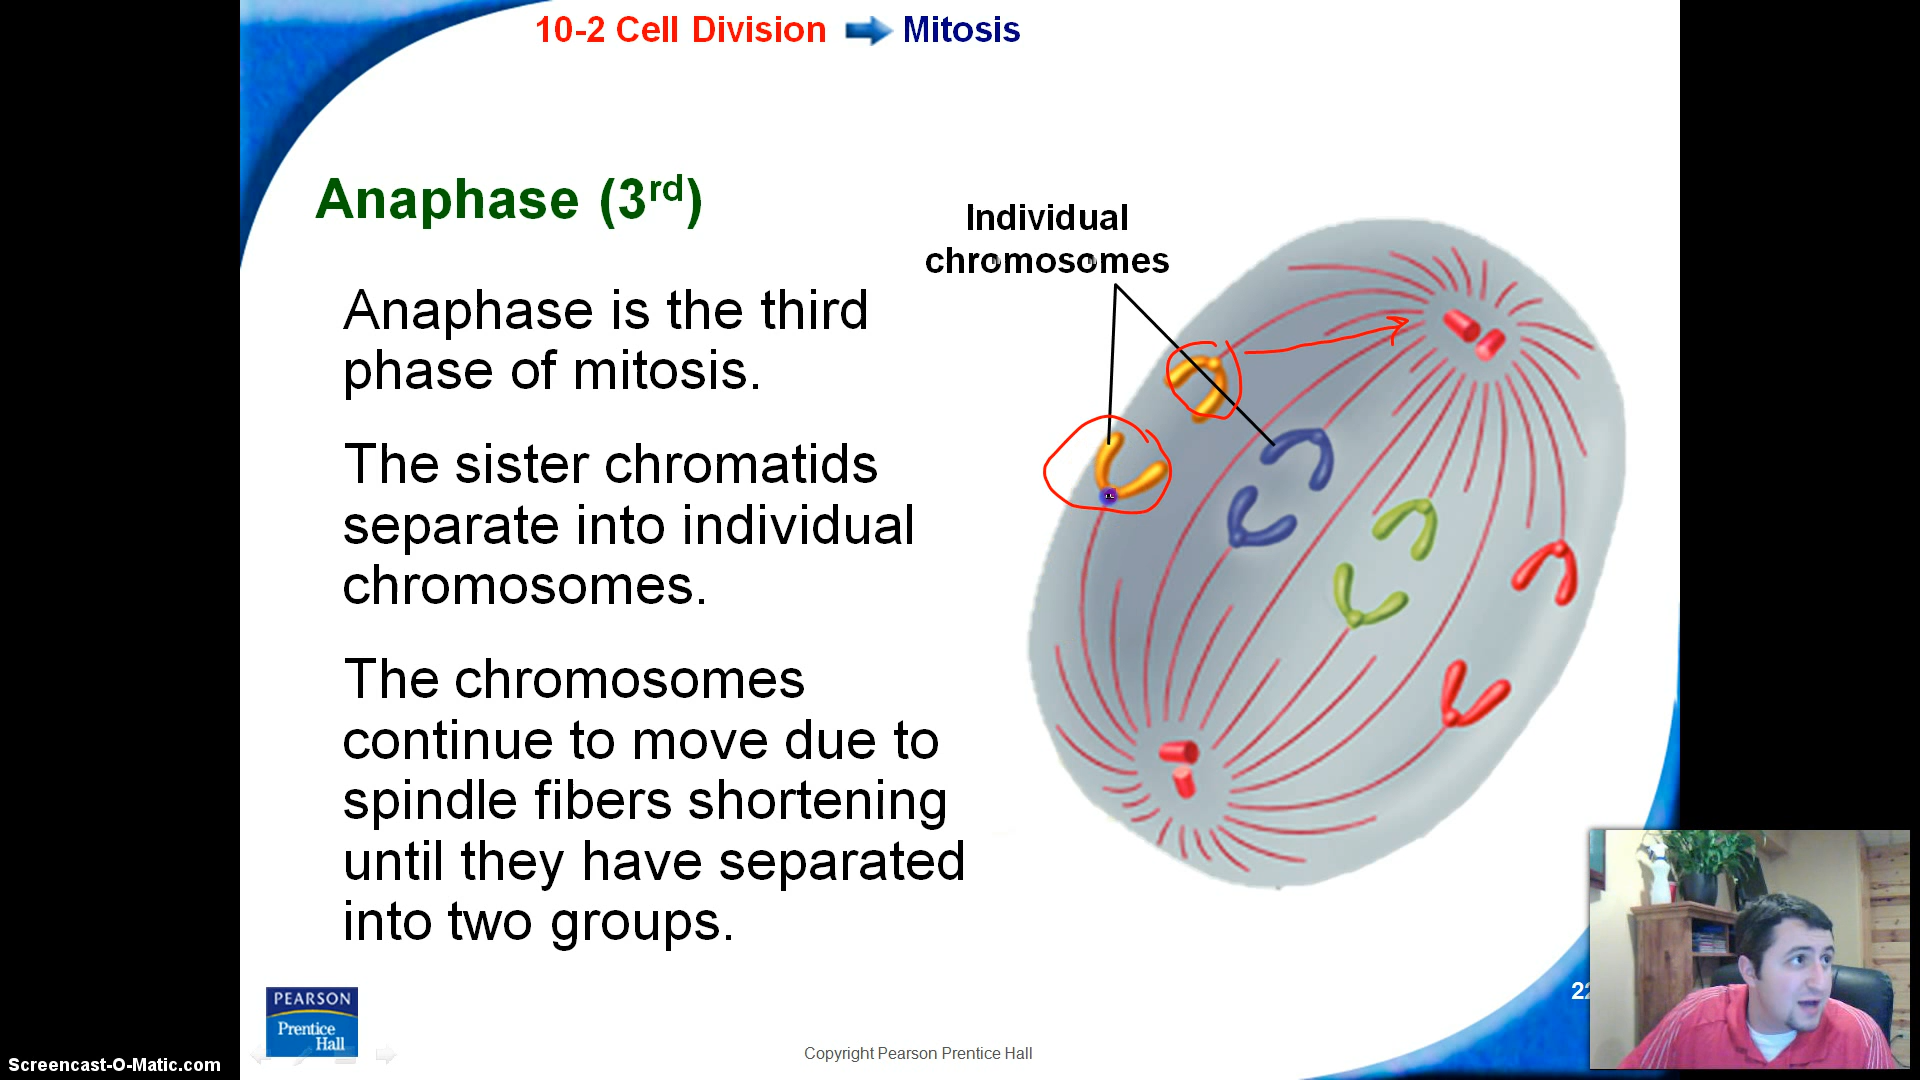 10-2 Cell Division Mitosis
Anaphase (3rd)
Individual
chromosomes
Anaphase is the third
phase of mitosis.
The sister chromatids
separate into individual
chromosomes.
The chromosomes
continue to move due to
spindle fibers shortening
until they have separated
into two groups.
PEARSON
Prentice
Hall
22
Copyright Pearson Prentice Hall
Screencast-O-Matic.com